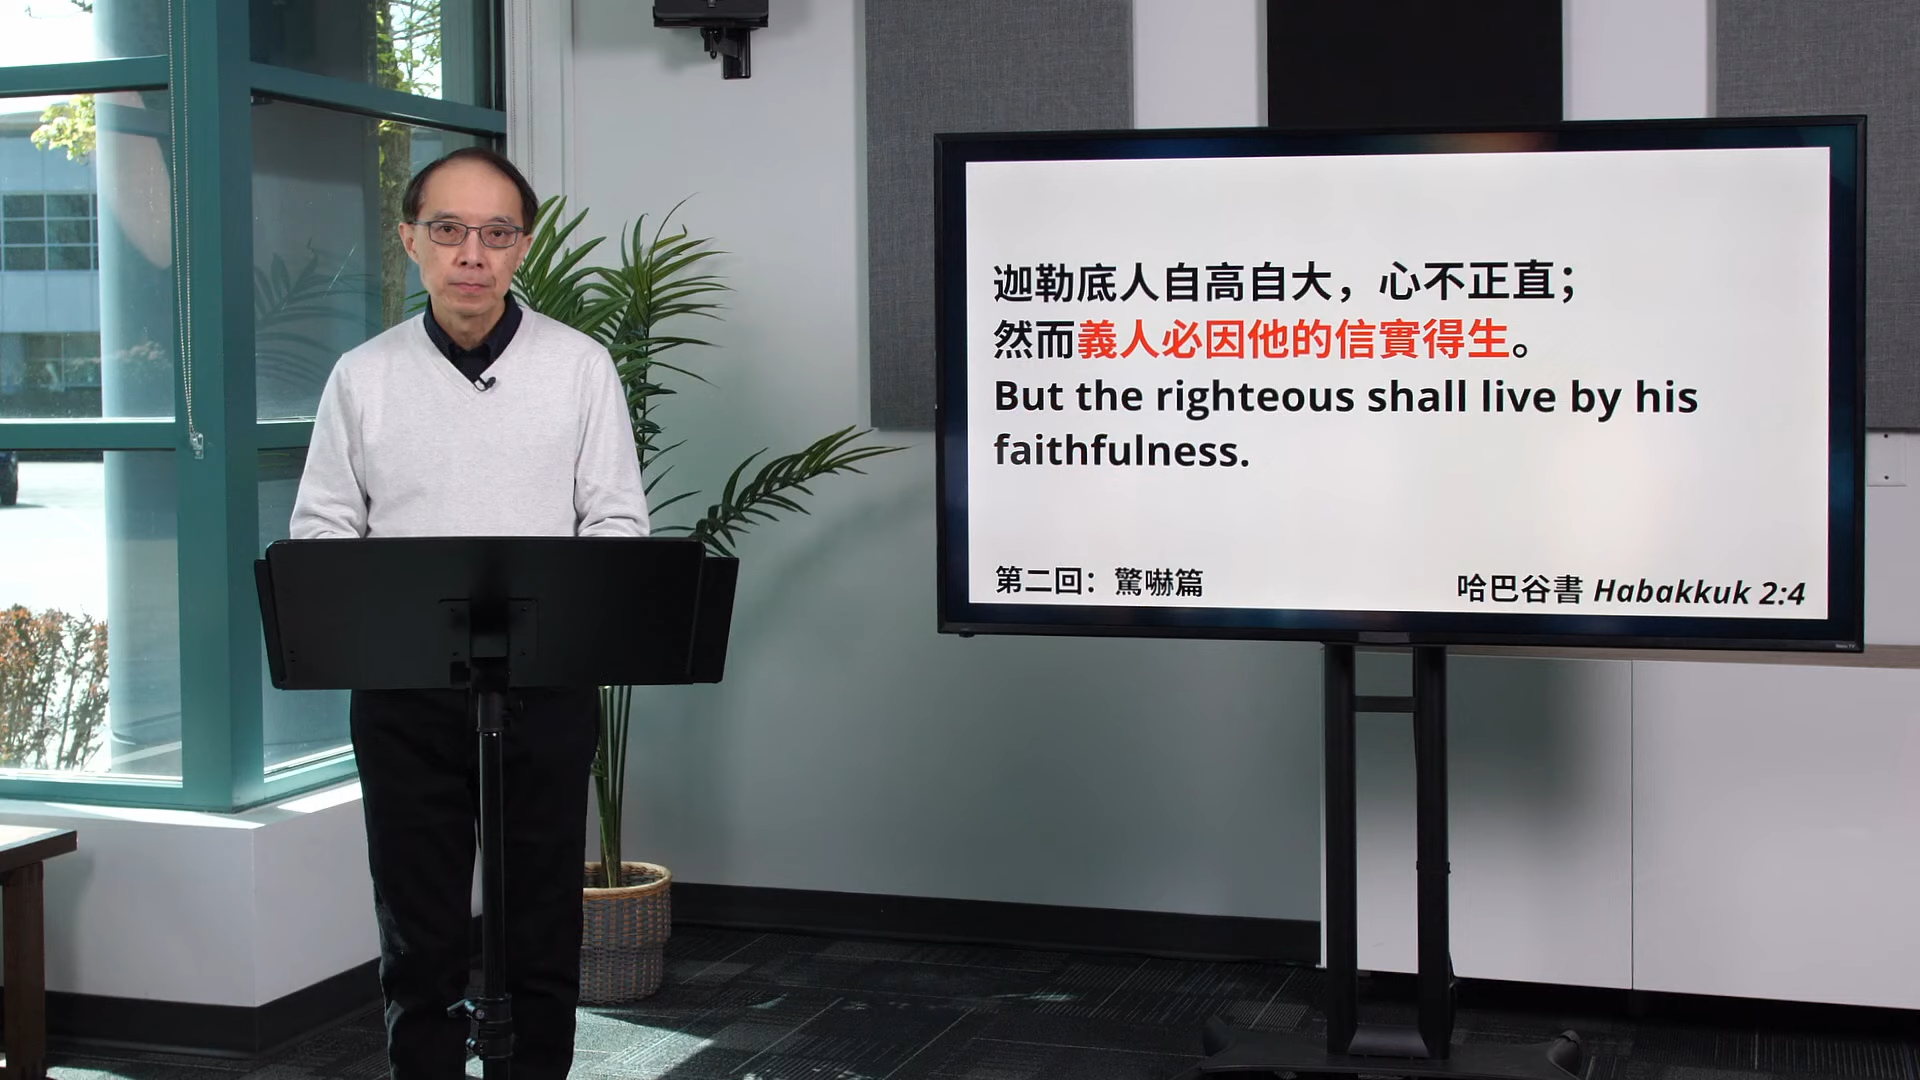 迦勒底人自高自大，心不正直；
然而義人必因他的信實得生。
But the righteous shall live by his
faithfulness.
第二回：驚嚇篇
哈巴谷書 Habakkuk 2:4